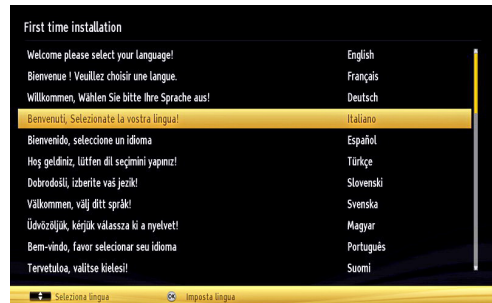 First time installation
Welcome please select your language! English
Bienvenue ! Veuillez choisir une langue. Français
Willkommen, Wählen Sie bitte Ihre Sprache aus! Deutsch
Benvenuti, Selezionate la vostra lingua! Italiano
Bienvenido, seleccione un idioma Español
Hoş geldiniz, lütfen dil seçimini yapınız! Türkçe
Dobrodošli, izberite vaš jezik! Slovenski
Välkommen, välj ditt språk! Svenska
Üdvözöljük, kérjük válassza ki a nyelvet! Magyar
Bem-vindo, favor selecionar seu idioma Português
Tervetuloa, valitse kielesi! Suomi
Seleziona lingua OK Imposta lingua